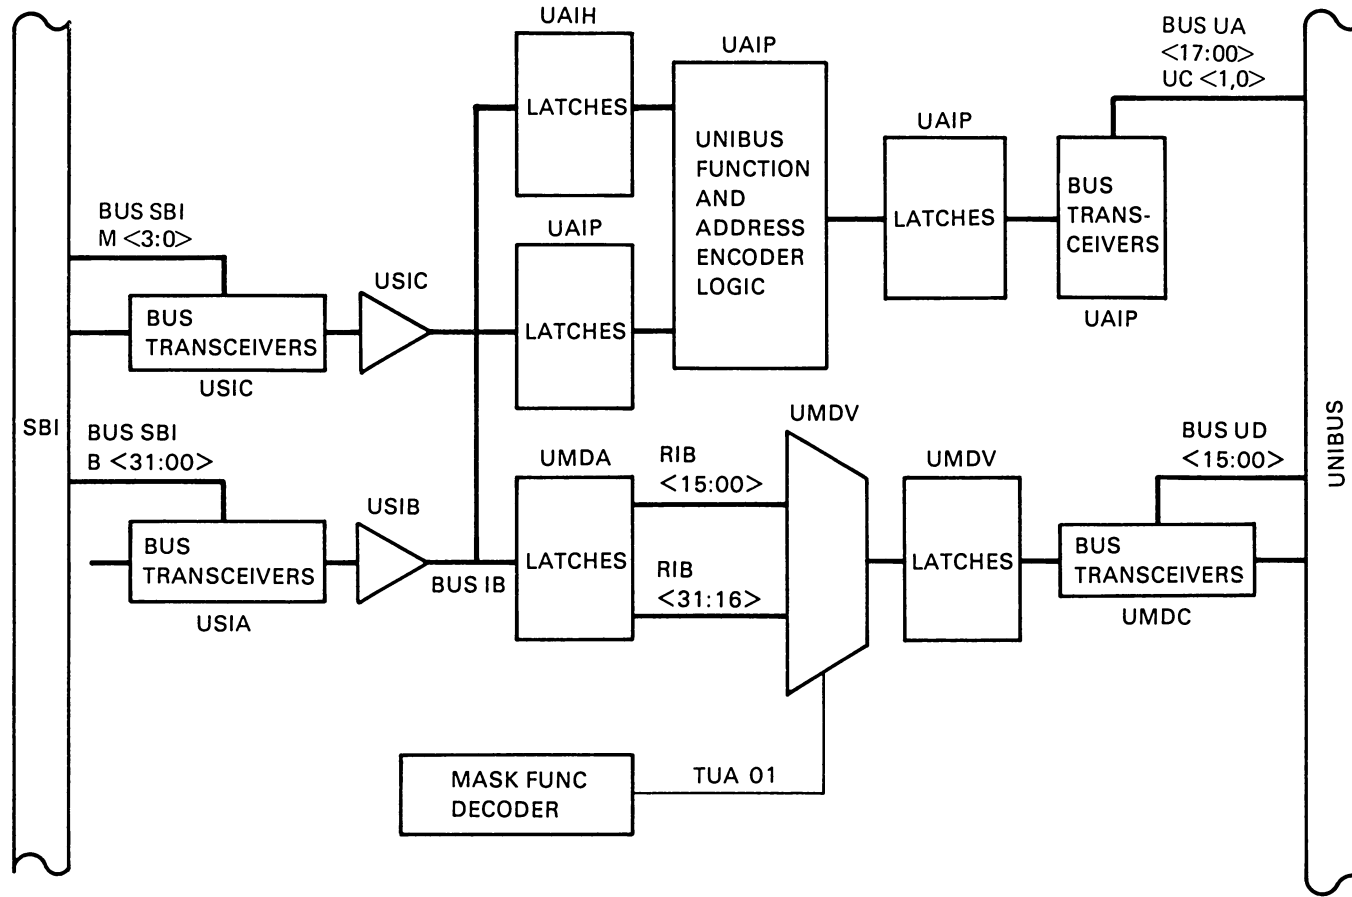 UAIH
LATCHES
UAIP
UNIBUS
FUNCTION
AND
ADDRESS
ENCODER
LOGIC
UAIP
LATCHES
BUS UA
<17:00>
UC <1,0>
BUS
TRANS-
CEIVERS
UAIP
BUS SBI
M <3:0>
BUS
TRANSCEIVERS
USIC
USIC
UAIP
LATCHES
SBI
BUS SBI
B <31:00>
BUS
TRANSCEIVERS
USIA
USIB
BUS IB
UMDA
LATCHES
RIB
<15:00>
RIB
<31:16>
UMDV
UMDV
LATCHES
BUS UD
<15:00>
BUS
TRANSCEIVERS
UMDC
UNIBUS
MASK FUNC
DECODER
TUA 01